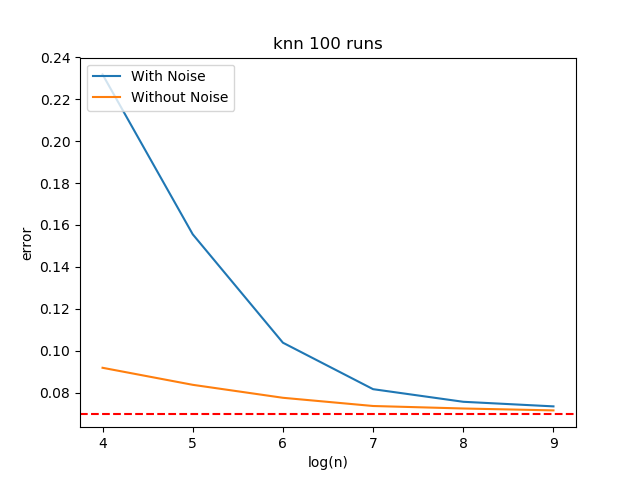 knn 100 runs
With Noise
Without Noise
error
0.24
0.22
0.20
0.18
0.16
0.14
0.12
0.10
0.08
4 5 6 7 8 9
log(n)